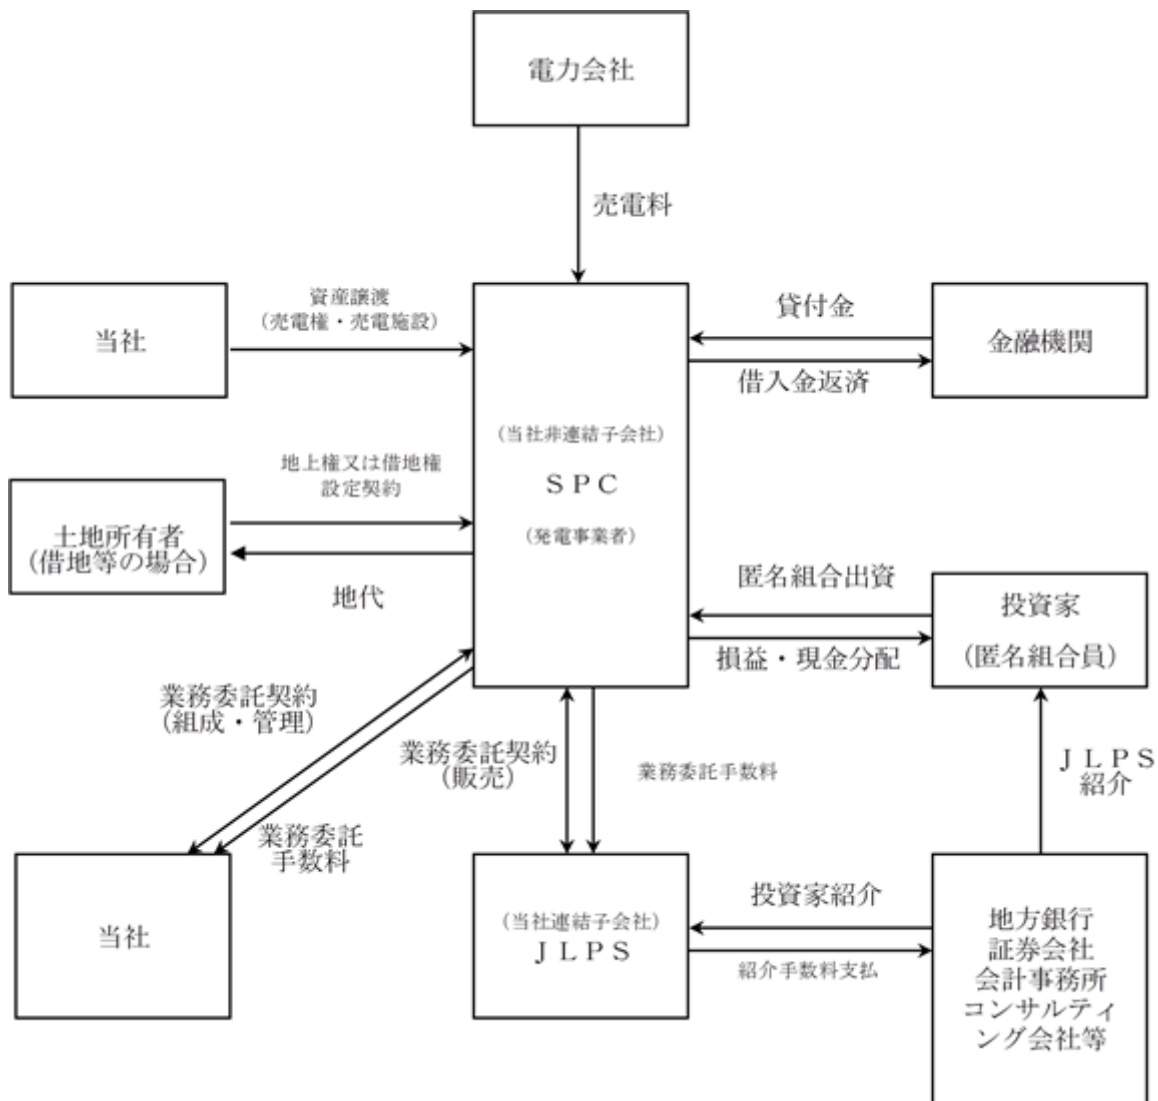 電力会社
売電料
当社
資産譲渡
(売電権・売電施設)
貸付金
借入金返済
金融機関
(当社非連結子会社)
ＳＰＣ
(発電事業者)
地上権又は借地権
設定契約
土地所有者
(借地等の場合)
地代
匿名組合出資
損益・現金分配
投資家
(匿名組合員)
業務委託契約
(組成・管理)
業務委託
手数料
業務委託契約
(販売)
業務委託手数料
ＪＬＰＳ
紹介
当社
(当社連結子会社)
ＪＬＰＳ
投資家紹介
紹介手数料支払
地方銀行
証券会社
会計事務所
コンサルティ
ング会社等